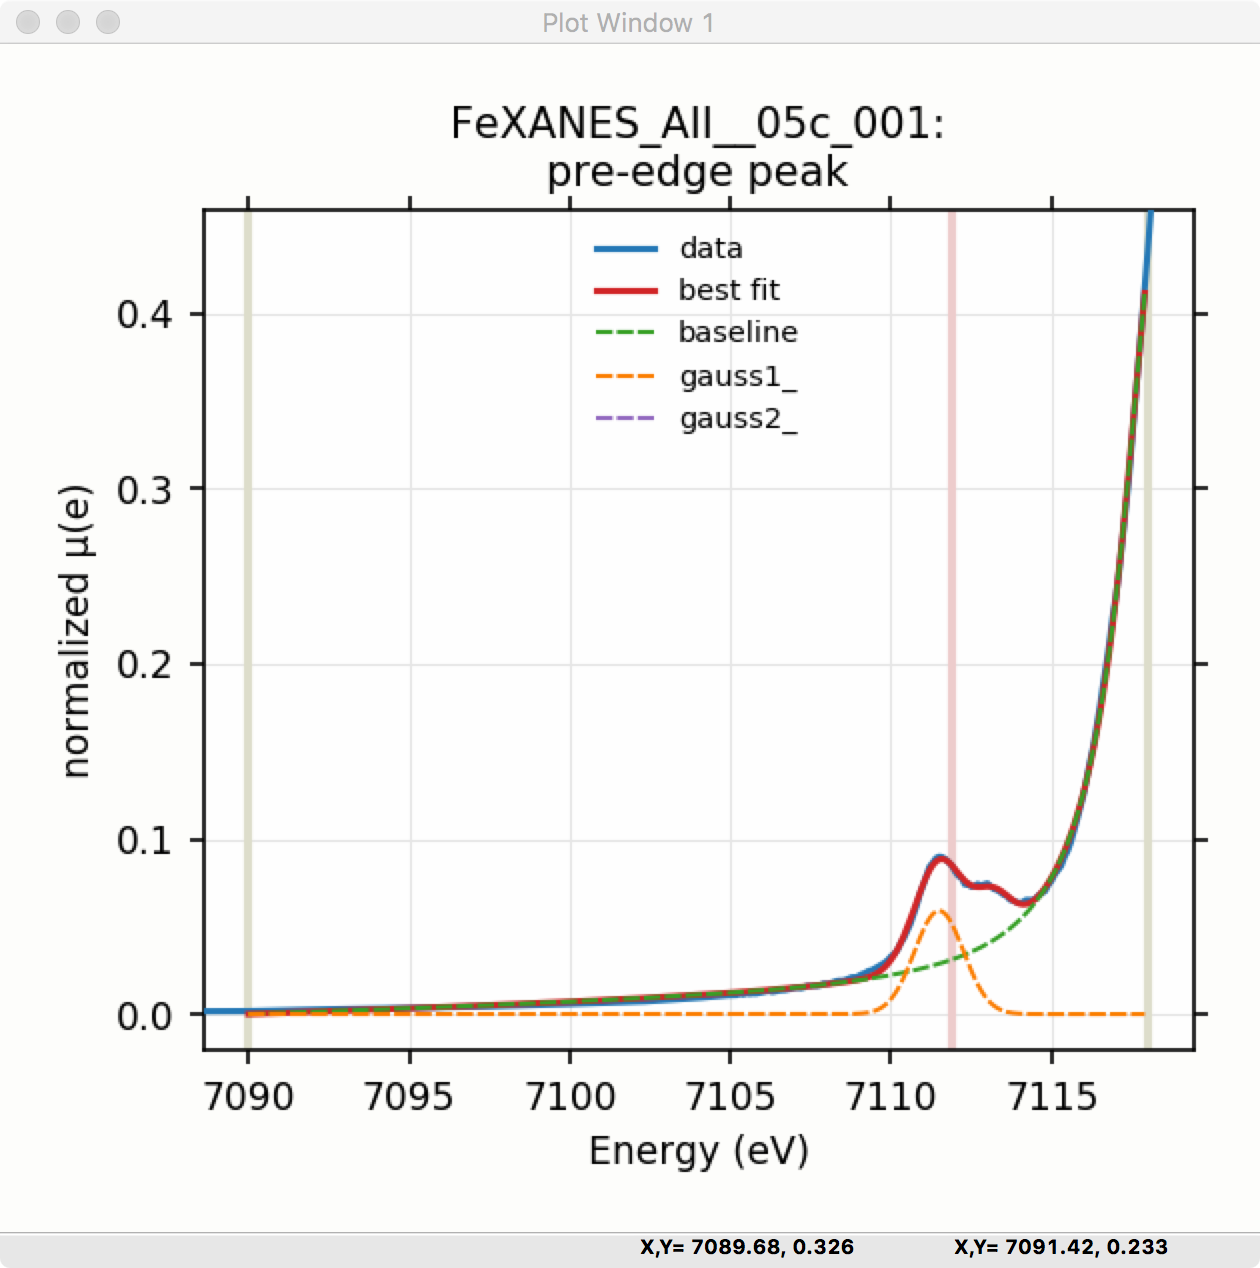 Plot Window 1
FeXANES_All__05c_001:
pre-edge peak
data
best fit
baseline
gauss1_
gauss2_
0.4
0.3
0.2
0.1
0.0
normalized μ(e)
7090 7095 7100 7105 7110 7115
Energy (eV)
X,Y= 7089.68, 0.326 X,Y= 7091.42, 0.233